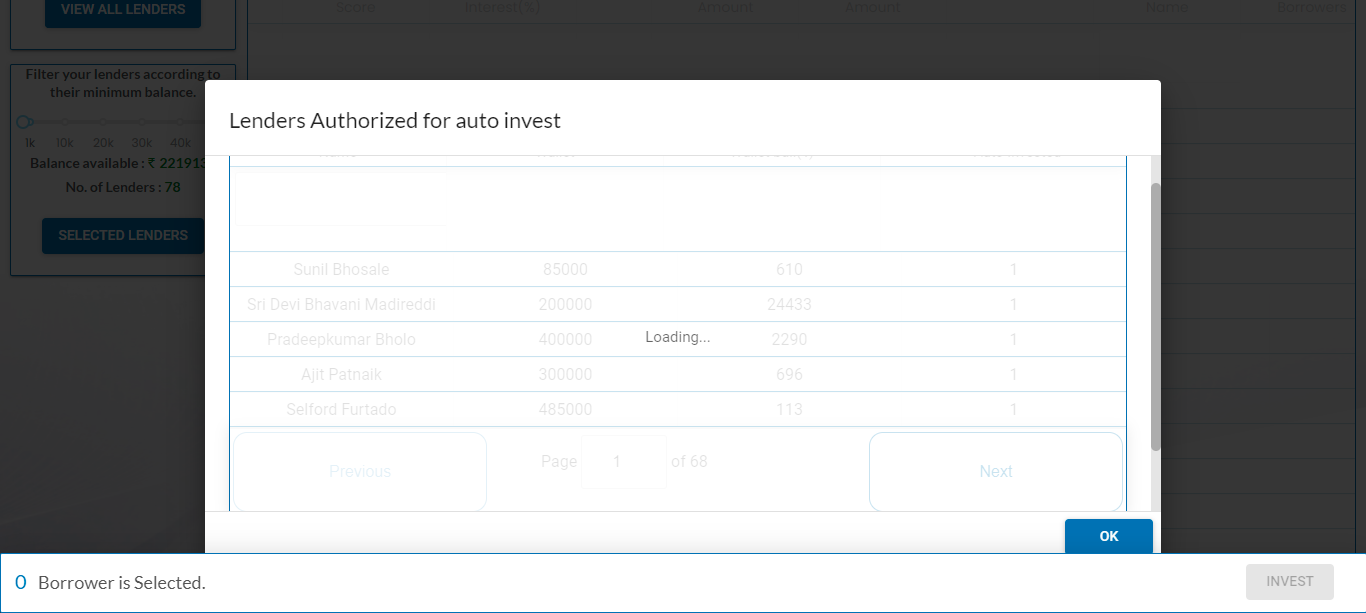 VIEW ALL LENDERS
Score Interest(%) Amount Amount Name Borrowers
Filter your lenders according to
their minimum balance.
1k 10k 20k 30k 40k
Balance available : ₹ 221913
No. of Lenders : 78
SELECTED LENDERS
Lenders Authorized for auto invest
Sunil Bhosale 85000 610 1
Sri Devi Bhavani Madireddi 200000 24433 1
Pradeepkumar Bholo 400000 2290 1
Loading...
Ajit Patnaik 300000 696 1
Selford Furtado 485000 113 1
Previous Page 1 of 68 Next
OK
0 Borrower is Selected.
INVEST